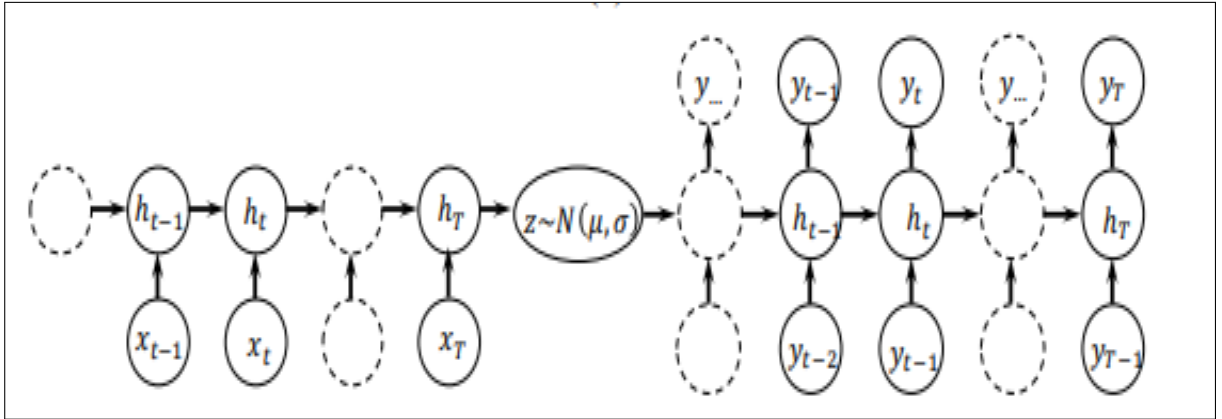 y... y_{t-1} y_t y... y_T
h_{t-1} h_t h_T z~N(μ,σ) h_{t-1} h_t h_T
x_{t-1} x_t x_T y_{t-2} y_{t-1} y_{T-1}